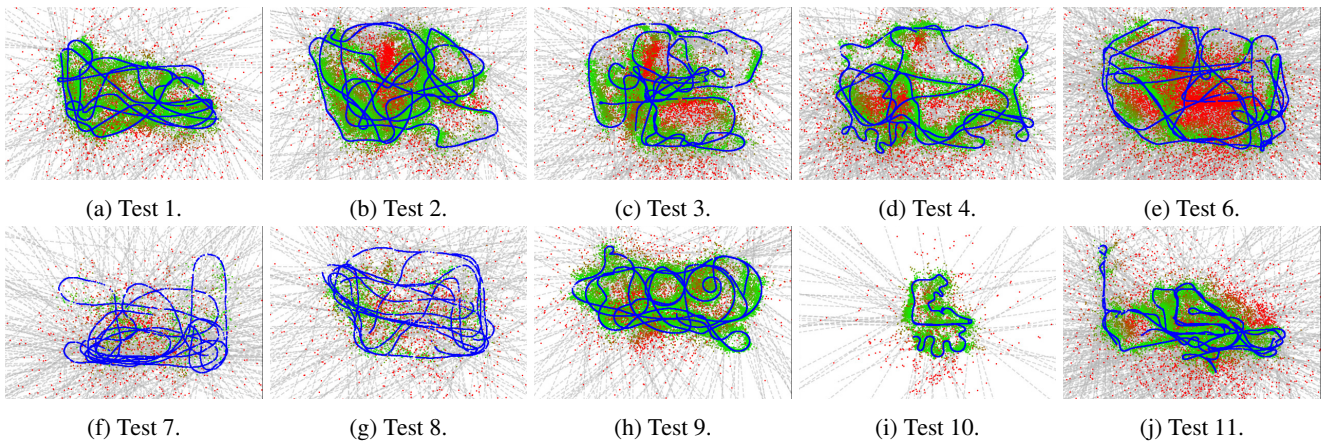 (a) Test 1.
(b) Test 2.
(c) Test 3.
(d) Test 4.
(e) Test 6.
(f) Test 7.
(g) Test 8.
(h) Test 9.
(i) Test 10.
(j) Test 11.